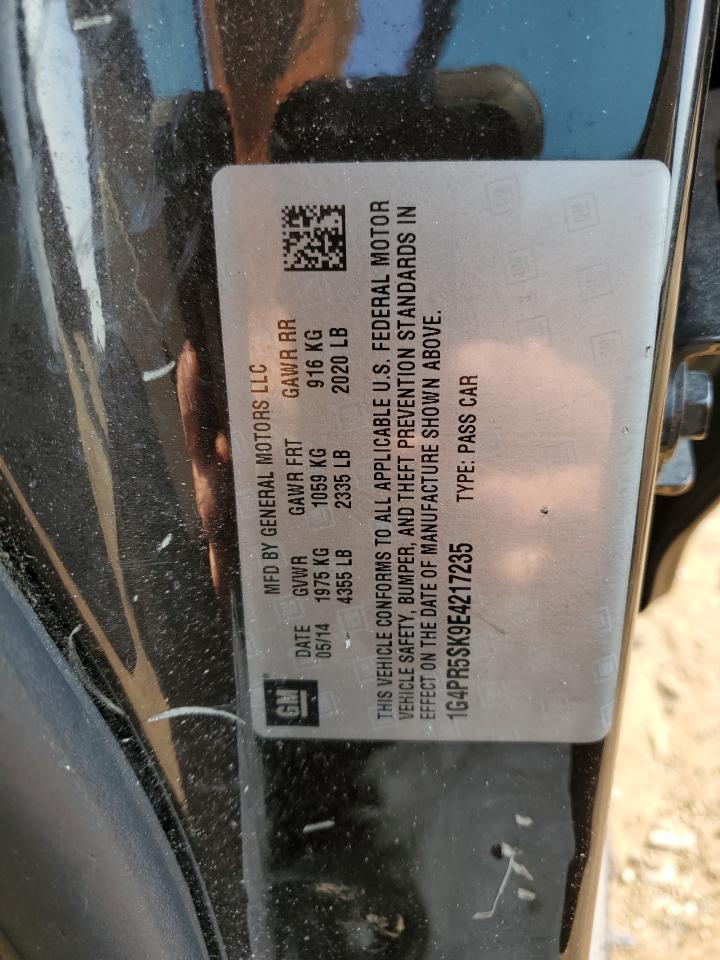 MFD BY GENERAL MOTORS LLC
DATE GVWR GAWR FRT GAWR RR
05/14 1975 KG 1059 KG 916 KG
4355 LB 2335 LB 2020 LB
GM
THIS VEHICLE CONFORMS TO ALL APPLICABLE U.S. FEDERAL MOTOR
VEHICLE SAFETY, BUMPER, AND THEFT PREVENTION STANDARDS IN
EFFECT ON THE DATE OF MANUFACTURE SHOWN ABOVE.
1G4PR5SK9E4217235 TYPE: PASS CAR